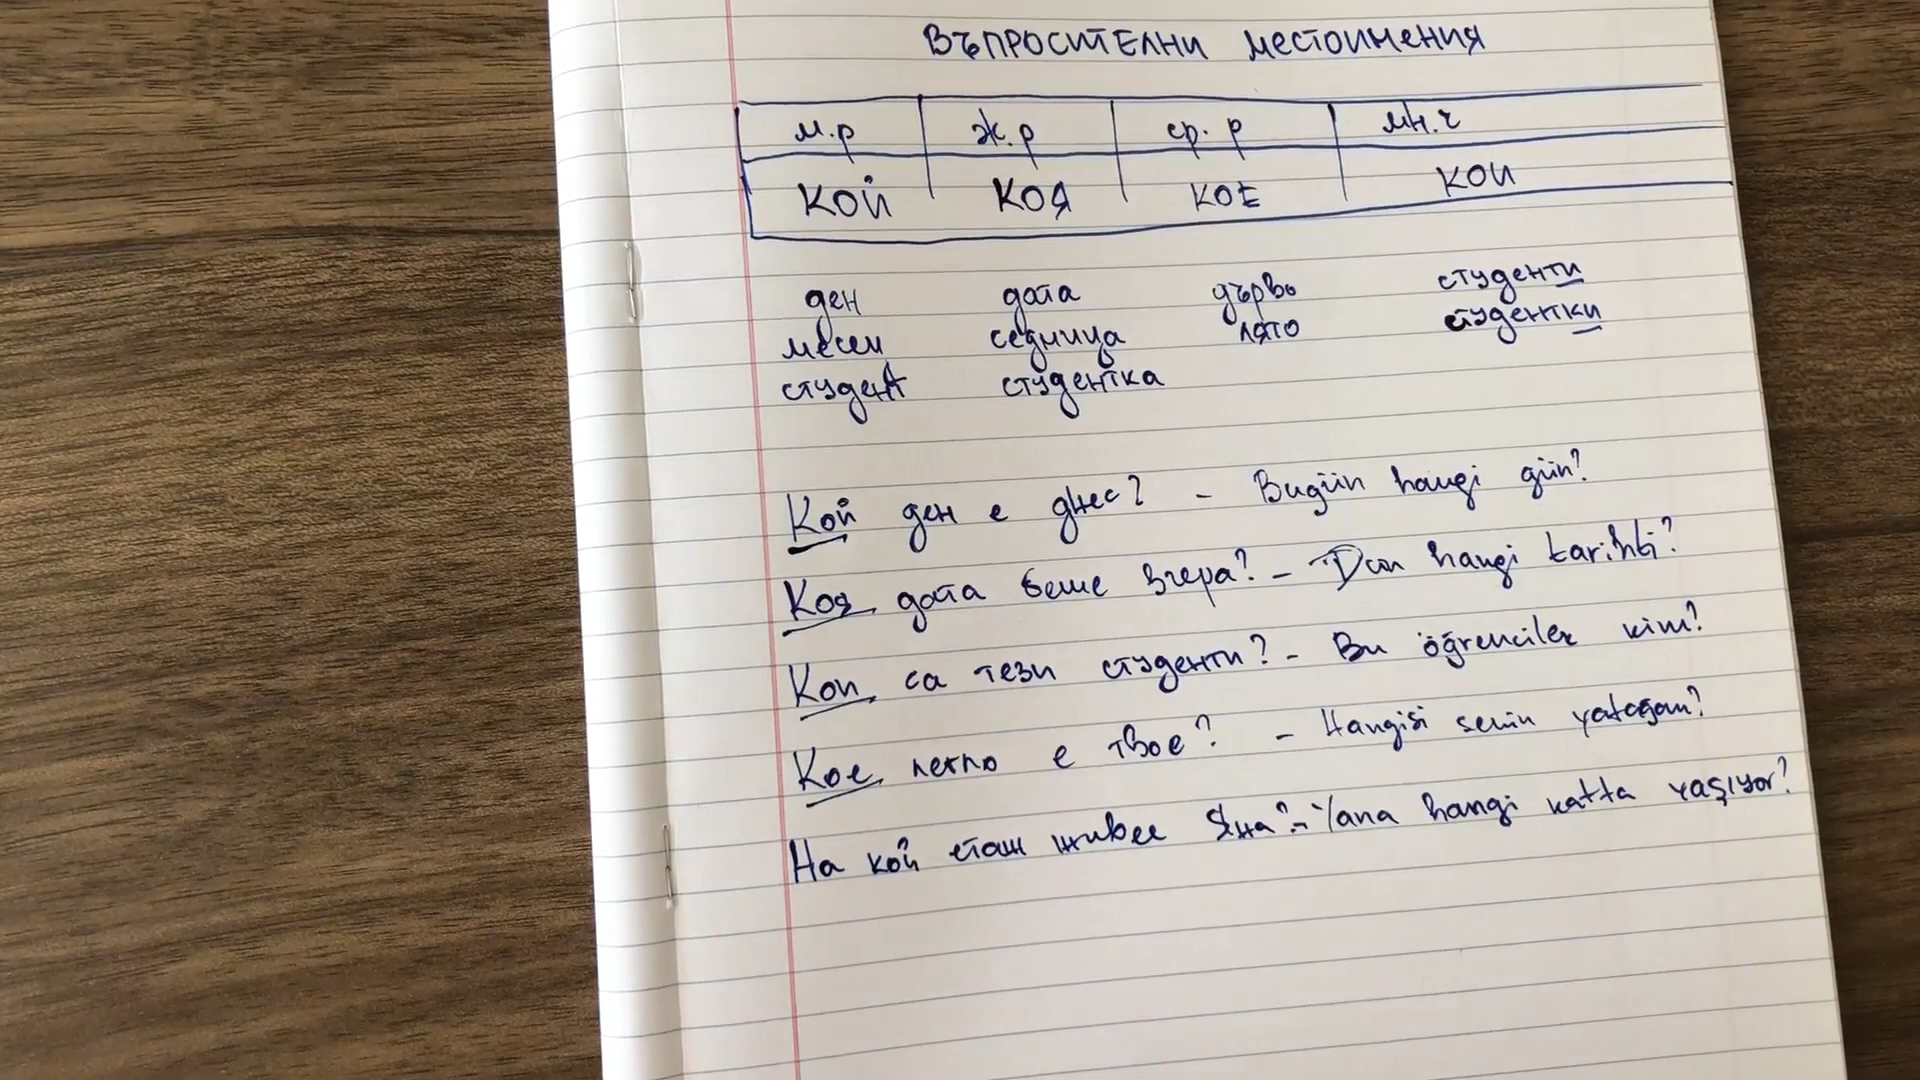 ВЪПРОСИТЕЛНИ МЕСТОИМЕНИЯ
м.р ж.р ср.р мн.ч
КОЙ КОЯ КОЕ КОИ
ден дата дърво студенти
месец седмица лято студентки
студент студентка
Кой ден е днес? - Bugün hangi gün?
Коя дата беше вчера? - Dün hangi tarihti?
Кои са тези студенти? - Bu öğrenciler kim?
Кое легло е твое? - Hangisi senin yatağın?
На кой етаж живее Яна? - Yana hangi katta yaşıyor?